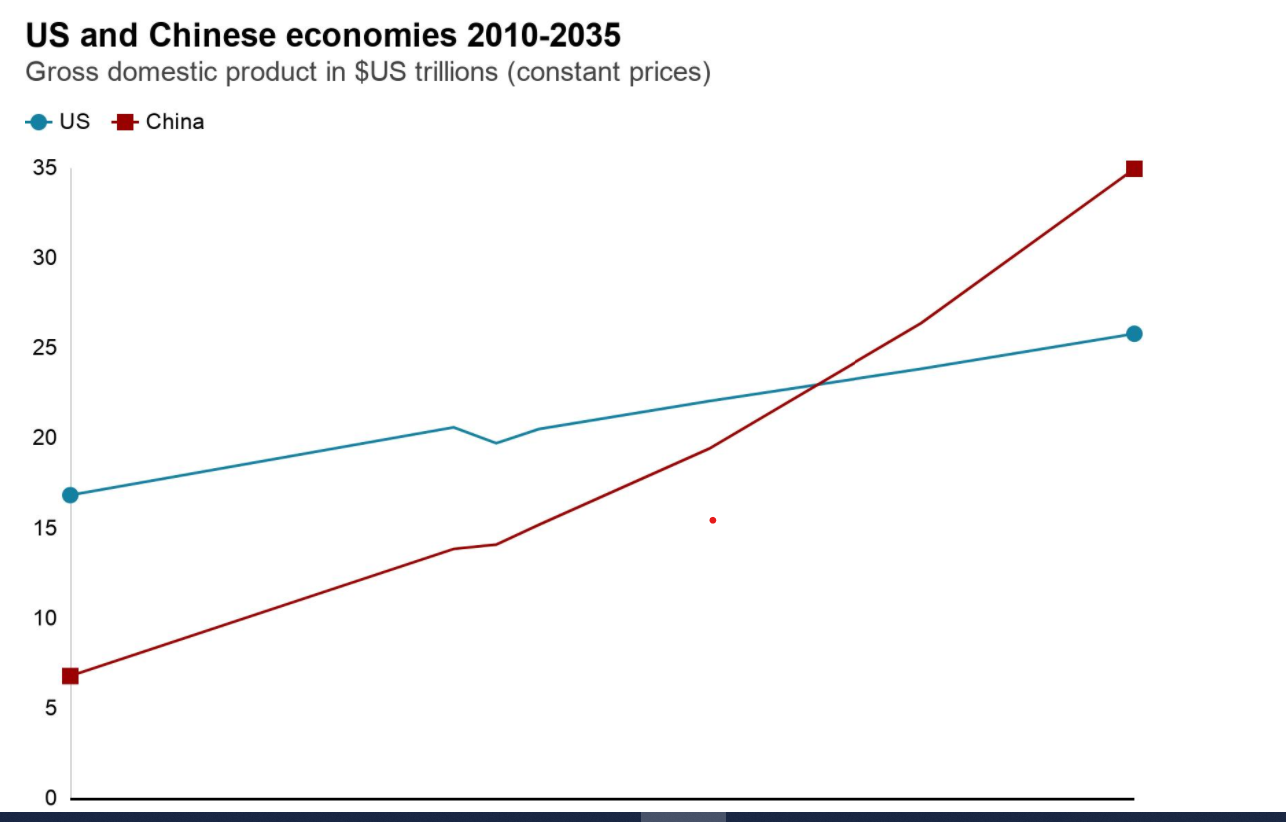 US and Chinese economies 2010-2035
Gross domestic product in $US trillions (constant prices)
US China
35
30
25
20
15
10
5
0